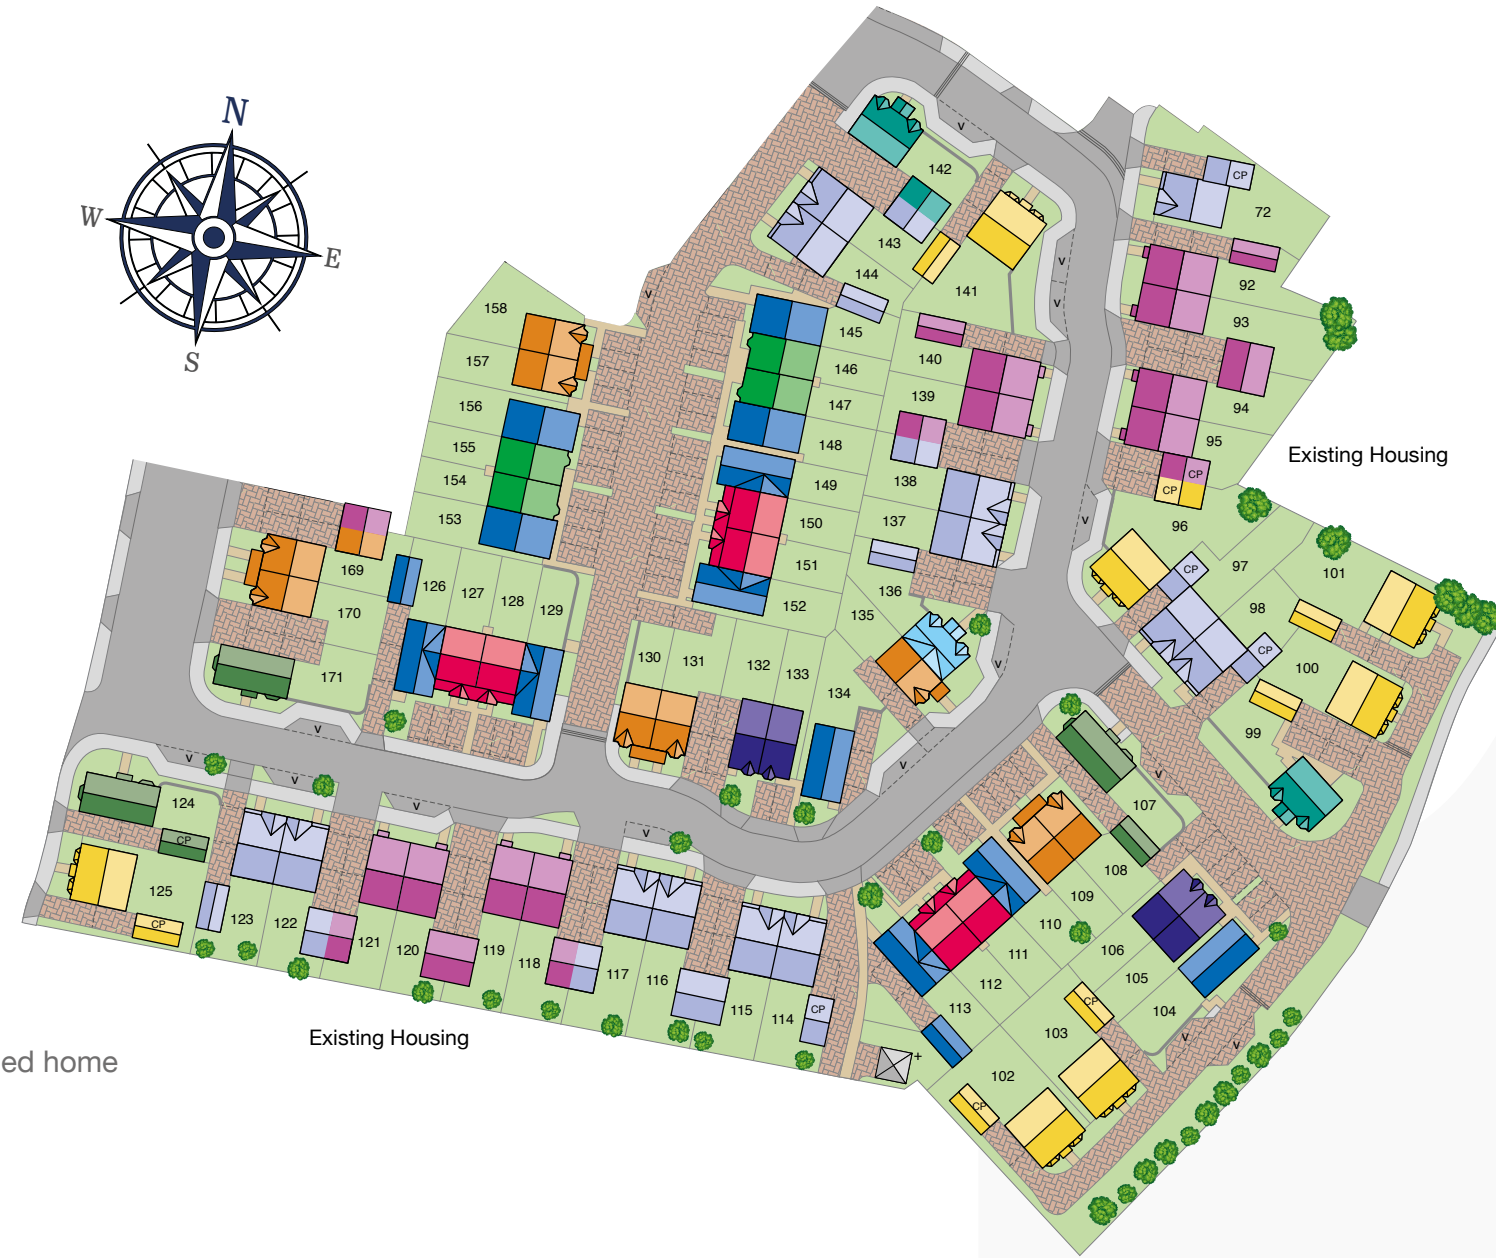 N
W
E
S
V
142
CP
72
143
144
V
V
V
141
92
93
158
145
157
146
140
156
147
139
94
155
148
95
Existing Housing
154
149
138
CP
CP
153
150
137
V
96
169
126
127
128
129
151
136
CP
97
101
170
152
135
98
171
130
131
132
133
134
V
CP
100
99
V
V
V
V
V
V
V
124
CP
107
125
CP
108
109
123
122
121
120
119
118
117
116
115
114
CP
110
106
111
105
112
CP
104
113
103
V
V
Existing Housing
+
102
CP
ed home